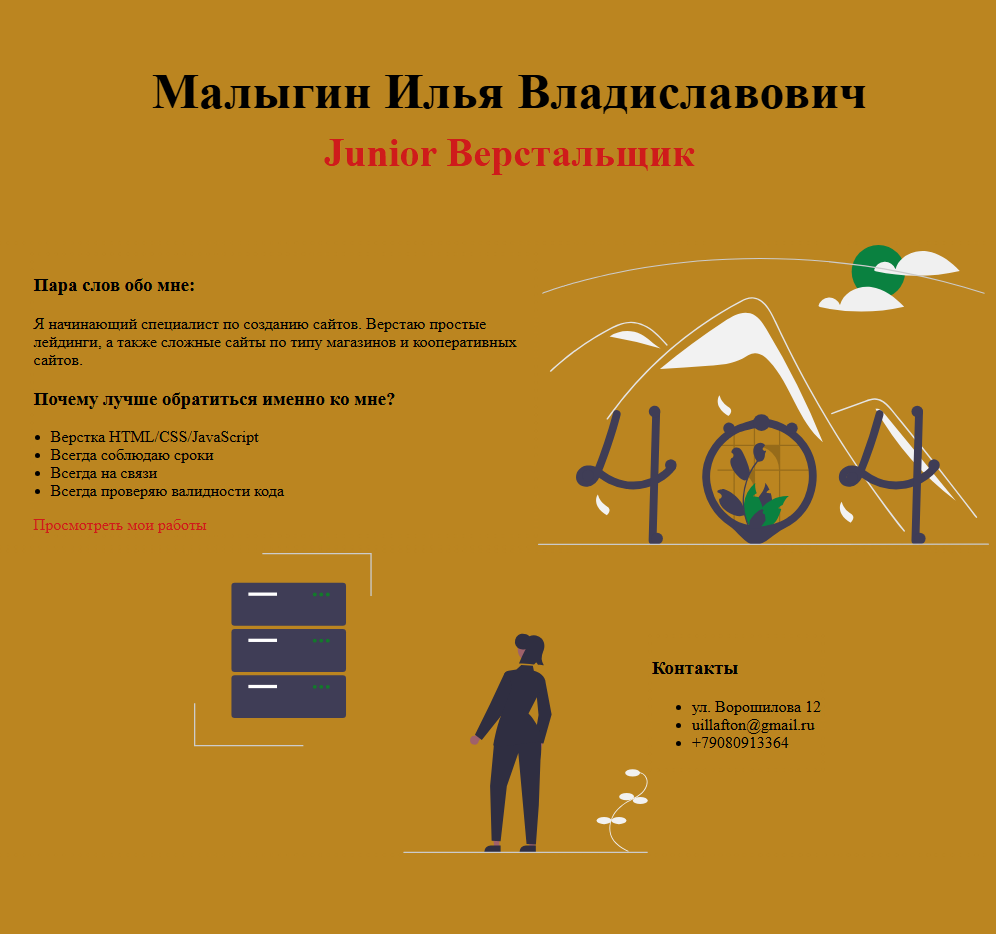 Малыгин Илья Владиславович
Junior Верстальщик
Пара слов обо мне:
Я начинающий специалист по созданию сайтов. Верстаю простые
лейдинги, а также сложные сайты по типу магазинов и кооперативных
сайтов.
Почему лучше обратиться именно ко мне?
Верстка HTML/CSS/JavaScript
Всегда соблюдаю сроки
Всегда на связи
Всегда проверяю валидности кода
Просмотреть мои работы
404
Контакты
ул. Ворошилова 12
uillafton@gmail.ru
+79080913364